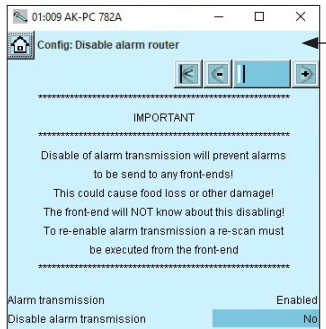 01:009 AK-PC 782A
Config: Disable alarm router
************************************************************
IMPORTANT
************************************************************
Disable of alarm transmission will prevent alarms
to be send to any front-ends!
This could cause food loss or other damage!
The front-end will NOT know about this disabling!
To re-enable alarm transmission a re-scan must
be executed from the front-end
************************************************************
Alarm transmission Enabled
Disable alarm transmission No